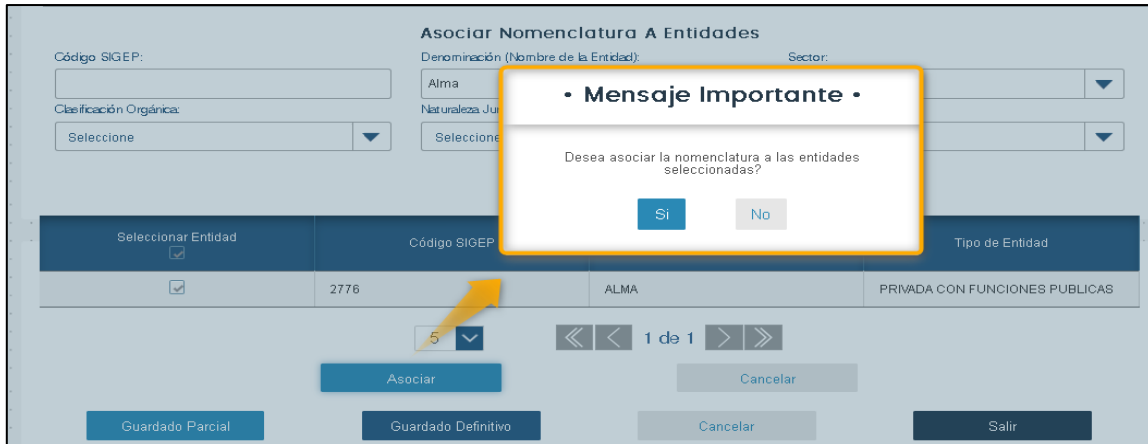 Asociar Nomenclatura A Entidades
Código SIGEP:
Denominación (Nombre de la Entidad):
Sector:
Alma
Clasificación Orgánica:
Naturaleza Jur
Seleccione
Seleccione
• Mensaje Importante •
Desea asociar la nomenclatura a las entidades
seleccionadas?
Si
No
Seleccionar Entidad
Código SIGEP
Tipo de Entidad
2776
ALMA
PRIVADA CON FUNCIONES PUBLICAS
5
1 de 1
Asociar
Cancelar
Guardado Parcial
Guardado Definitivo
Cancelar
Salir